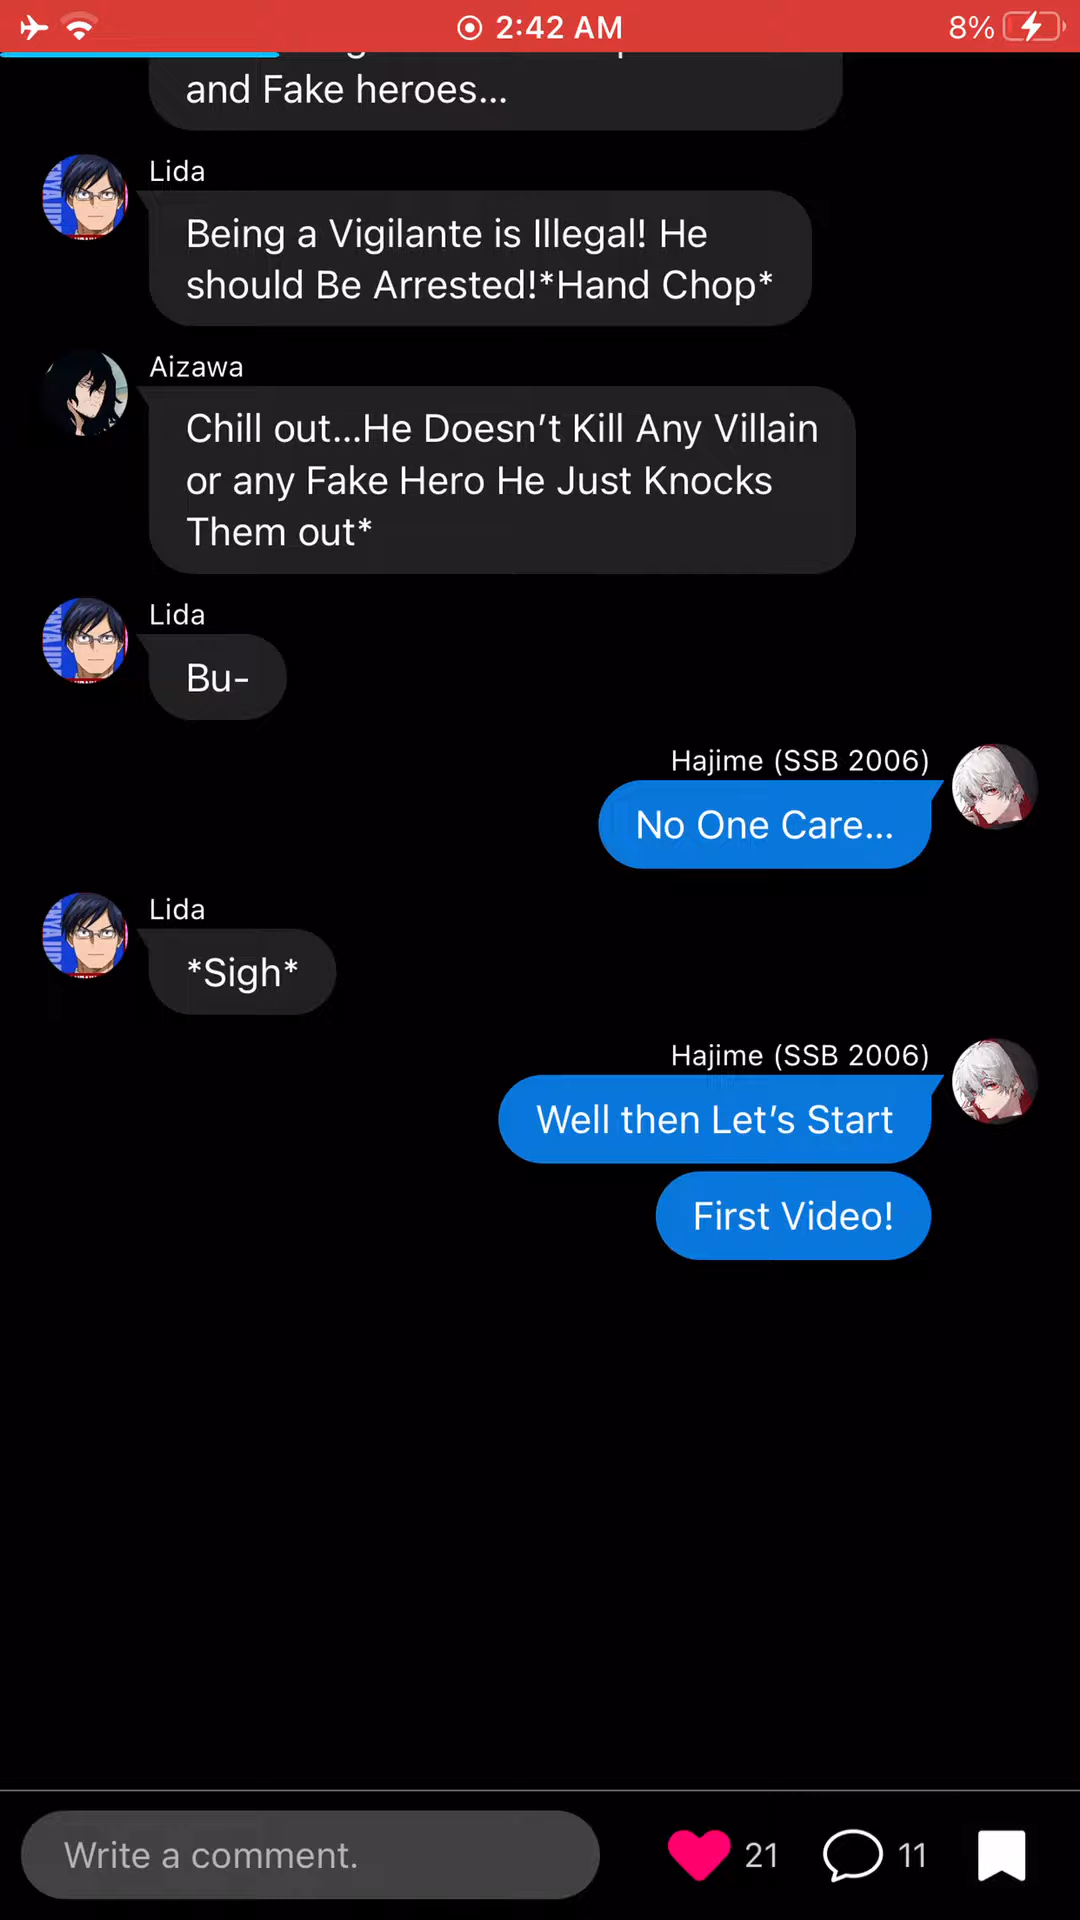 2:42 AM
8%
and Fake heroes...
Lida
Being a Vigilante is Illegal! He
should Be Arrested!*Hand Chop*
Aizawa
Chill out...He Doesn't Kill Any Villain
or any Fake Hero He Just Knocks
Them out*
Lida
Bu-
Hajime (SSB 2006)
No One Care...
Lida
*Sigh*
Hajime (SSB 2006)
Well then Let's Start
First Video!
Write a comment.
21
11